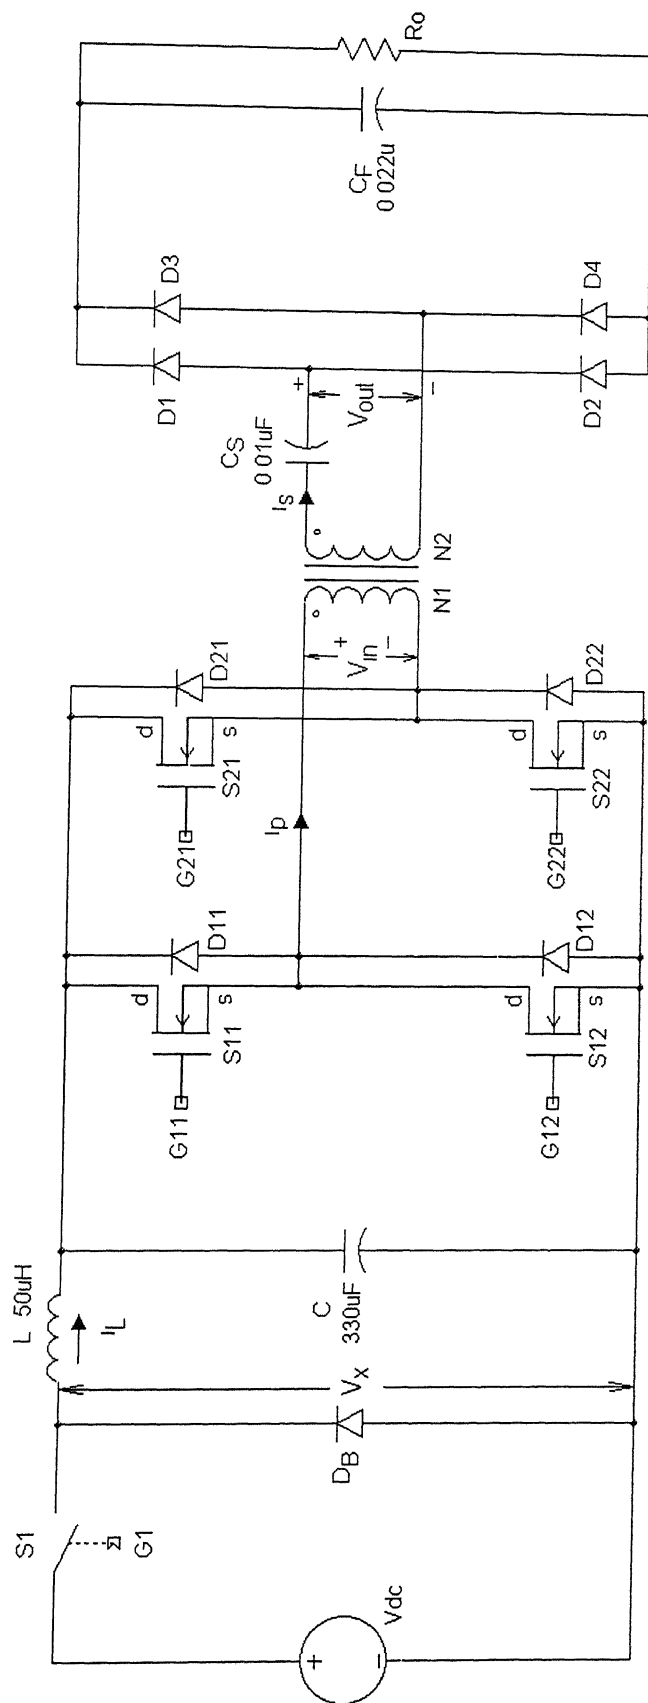 Vdc
+
−
S1
G1
DB
VX
L 50uH
IL
C
330uF
G11
S11
d
s
D11
G12
S12
d
s
D12
Ip
G21
S21
d
s
D21
G22
S22
d
s
D22
+
Vin
−
N1
N2
IS
CS
0 01uF
+
Vout
−
D1
D3
D2
D4
CF
0 022u
Ro